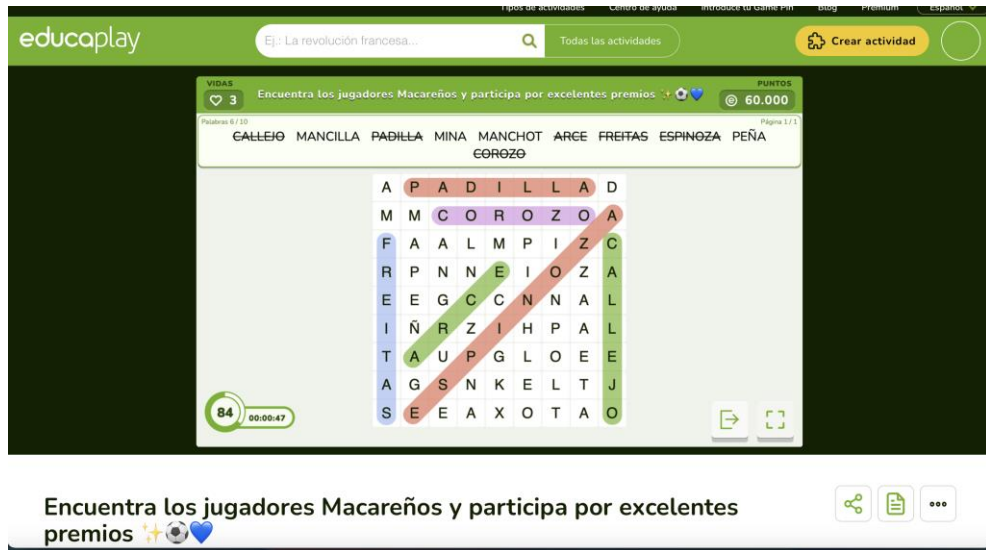 Tipos de actividades Centro de ayuda Introduce tu Game Pin Blog Premium Español
educaplay Ej.: La revolución francesa... Todas las actividades Crear actividad
VIDAS
3
Encuentra los jugadores Macareños y participa por excelentes premios ✨⚽💙
PUNTOS
60.000
Palabras 6 / 10 Página 1 / 1
CALLEJO MANCILLA PADILLA MINA MANCHOT ARCE FREITAS ESPINOZA PEÑA
COROZO
A P A D I L L A D
M M C O R O Z O A
F A A L M P I Z C
R P N N E I O Z A
E E G C C N N A L
I Ñ R Z I H P A L
T A U P G L O E E
A G S N K E L T J
S E E A X O T A O
84 00:00:47
Encuentra los jugadores Macareños y participa por excelentes
premios ✨⚽💙